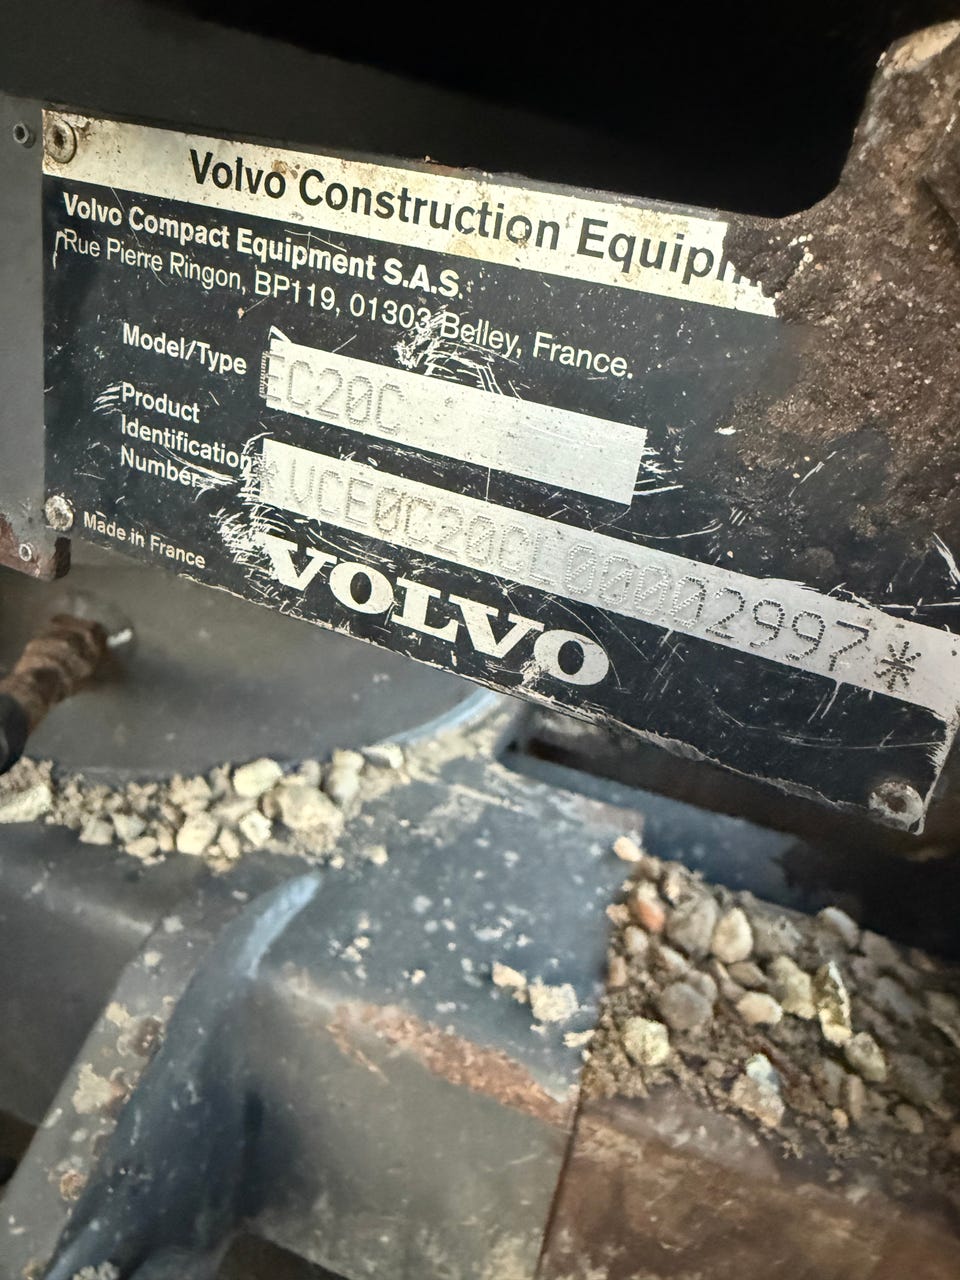 Volvo Construction Equipm
Volvo Compact Equipment S.A.S.
Rue Pierre Ringon, BP119, 01303 Belley, France.
Model/Type EC20C
Product
Identification
Number
*VCE0C20CL00002997*
Made in France
VOLVO